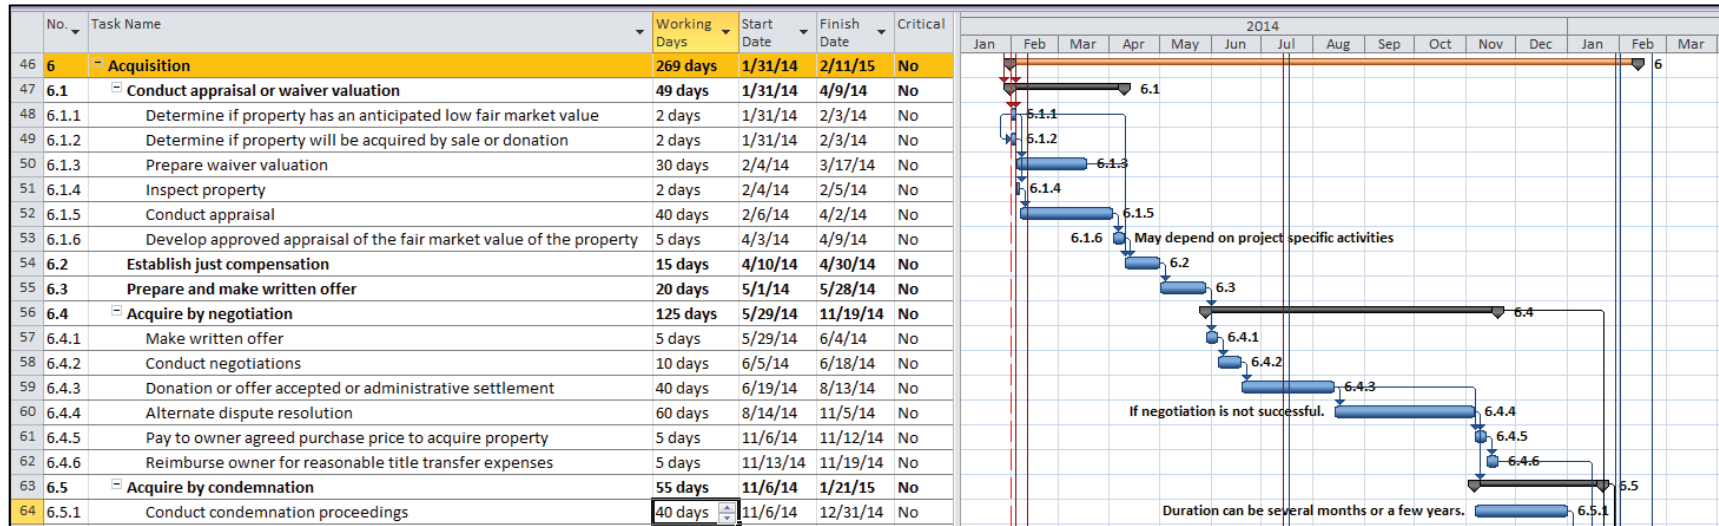 No. Task Name Working Days Start Date Finish Date Critical
2014
Jan Feb Mar Apr May Jun Jul Aug Sep Oct Nov Dec Jan Feb Mar
46 6 Acquisition 269 days 1/31/14 2/11/15 No 6
47 6.1 Conduct appraisal or waiver valuation 49 days 1/31/14 4/9/14 No 6.1
48 6.1.1 Determine if property has an anticipated low fair market value 2 days 1/31/14 2/3/14 No 6.1.1
49 6.1.2 Determine if property will be acquired by sale or donation 2 days 1/31/14 2/3/14 No 6.1.2
50 6.1.3 Prepare waiver valuation 30 days 2/4/14 3/17/14 No 6.1.3
51 6.1.4 Inspect property 2 days 2/4/14 2/5/14 No 6.1.4
52 6.1.5 Conduct appraisal 40 days 2/6/14 4/2/14 No 6.1.5
53 6.1.6 Develop approved appraisal of the fair market value of the property 5 days 4/3/14 4/9/14 No 6.1.6 May depend on project specific activities
54 6.2 Establish just compensation 15 days 4/10/14 4/30/14 No 6.2
55 6.3 Prepare and make written offer 20 days 5/1/14 5/28/14 No 6.3
56 6.4 Acquire by negotiation 125 days 5/29/14 11/19/14 No 6.4
57 6.4.1 Make written offer 5 days 5/29/14 6/4/14 No 6.4.1
58 6.4.2 Conduct negotiations 10 days 6/5/14 6/18/14 No 6.4.2
59 6.4.3 Donation or offer accepted or administrative settlement 40 days 6/19/14 8/13/14 No 6.4.3
60 6.4.4 Alternate dispute resolution 60 days 8/14/14 11/5/14 No If negotiation is not successful. 6.4.4
61 6.4.5 Pay to owner agreed purchase price to acquire property 5 days 11/6/14 11/12/14 No 6.4.5
62 6.4.6 Reimburse owner for reasonable title transfer expenses 5 days 11/13/14 11/19/14 No 6.4.6
63 6.5 Acquire by condemnation 55 days 11/6/14 1/21/15 No 6.5
64 6.5.1 Conduct condemnation proceedings 40 days 11/6/14 12/31/14 No Duration can be several months or a few years. 6.5.1